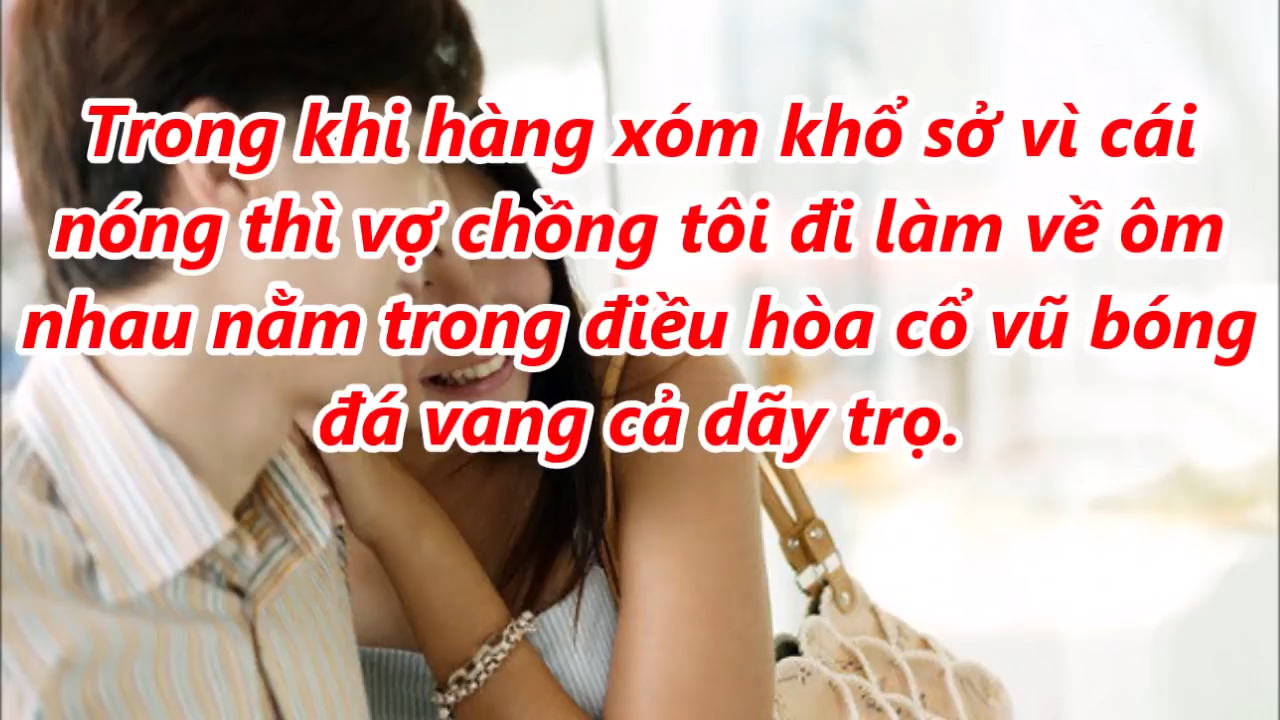 Trong khi hàng xóm khổ sở vì cái
nóng thì vợ chồng tôi đi làm về ôm
nhau nằm trong điều hòa cổ vũ bóng
đá vang cả dãy trọ.